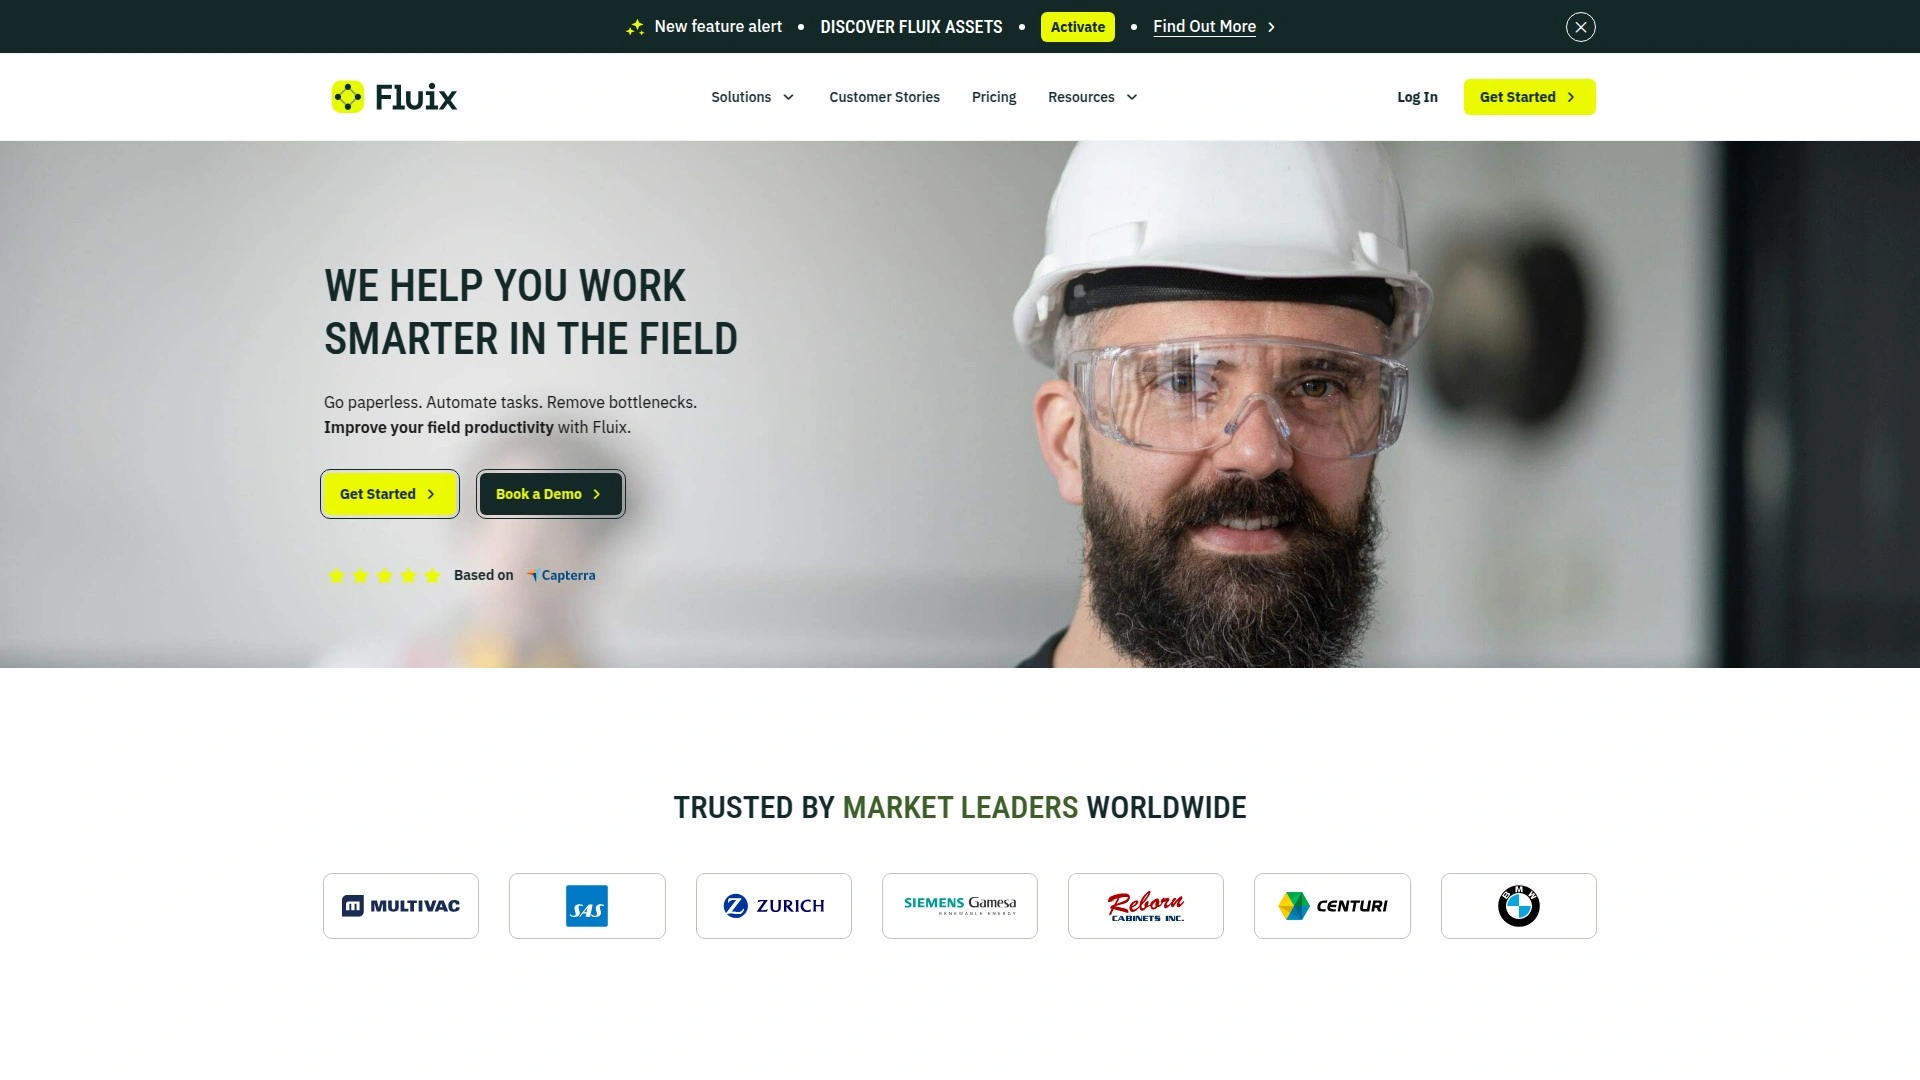 New feature alert • DISCOVER FLUIX ASSETS • Activate • Find Out More
Fluix
Solutions
Customer Stories
Pricing
Resources
Log In
Get Started
WE HELP YOU WORK
SMARTER IN THE FIELD
Go paperless. Automate tasks. Remove bottlenecks.
Improve your field productivity with Fluix.
Get Started
Book a Demo
Based on Capterra
TRUSTED BY MARKET LEADERS WORLDWIDE
m MULTIVAC
SAS
Z ZURICH
SIEMENS Gamesa
RENEWABLE ENERGY
Reborn
CABINETS INC.
CENTURI
BMW